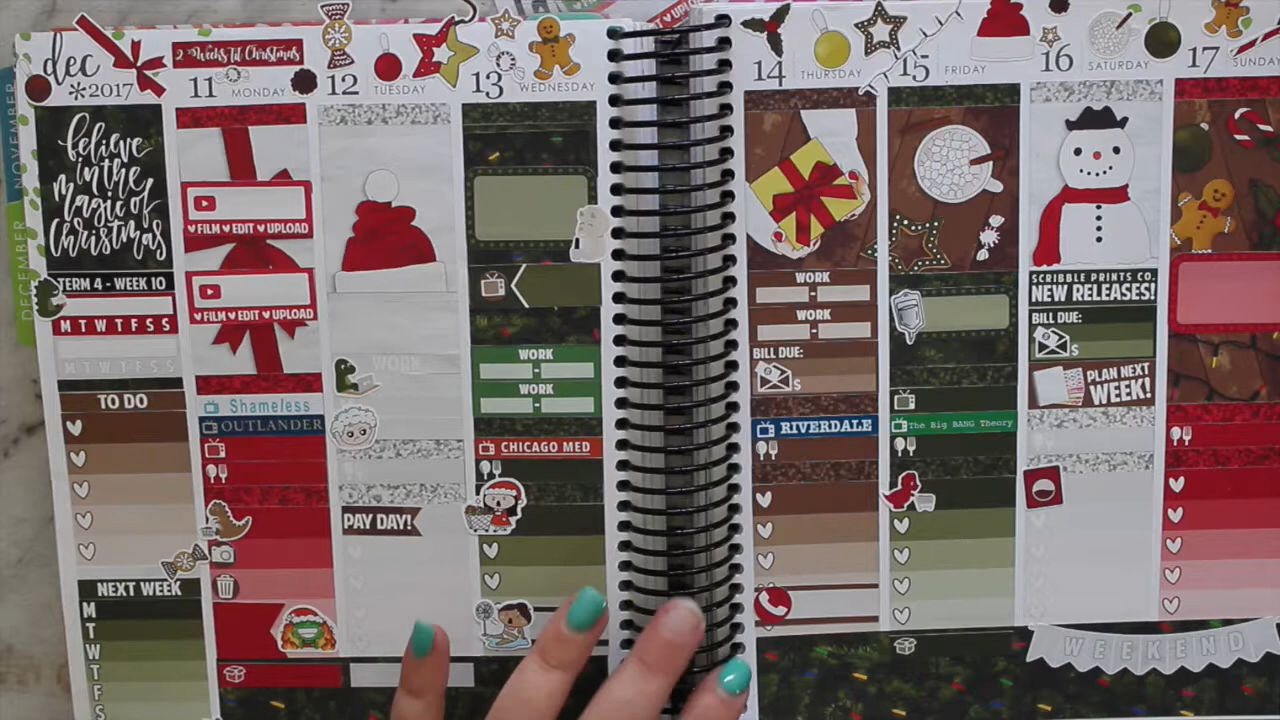 dec
*2017
DECEMBER NOVEMBER
believe
in the
magic of
Christmas
TERM 4 - WEEK 10
M T W T F S S
M T W T F S S
TO DO
NEXT WEEK
M
T
W
T
F
S
2 Weeks til Christmas
11 MONDAY
FILM ♥ EDIT ♥ UPLOAD
FILM ♥ EDIT ♥ UPLOAD
Shameless
OUTLANDER
12 TUESDAY
WORK
PAY DAY!
13 WEDNESDAY
WORK
-
WORK
-
CHICAGO MED
14 THURSDAY
WORK
-
WORK
-
BILL DUE:
$
RIVERDALE
15 FRIDAY
The Big BANG Theory
16 SATURDAY
SCRIBBLE PRINTS CO.
NEW RELEASES!
BILL DUE:
$
PLAN NEXT
WEEK!
17 SUNDAY
WEEKEND